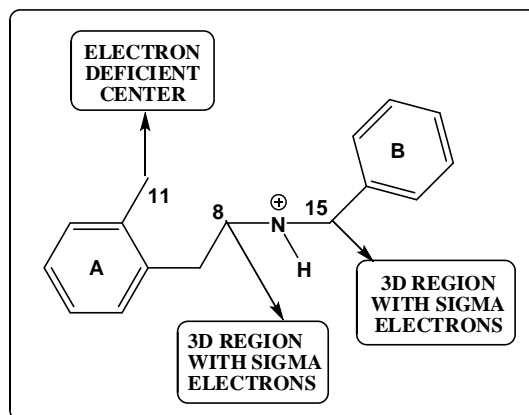 ELECTRON
DEFICIENT
CENTER
B
11
8
⊕
15
N
A
H
3D REGION
WITH SIGMA
ELECTRONS
3D REGION
WITH SIGMA
ELECTRONS